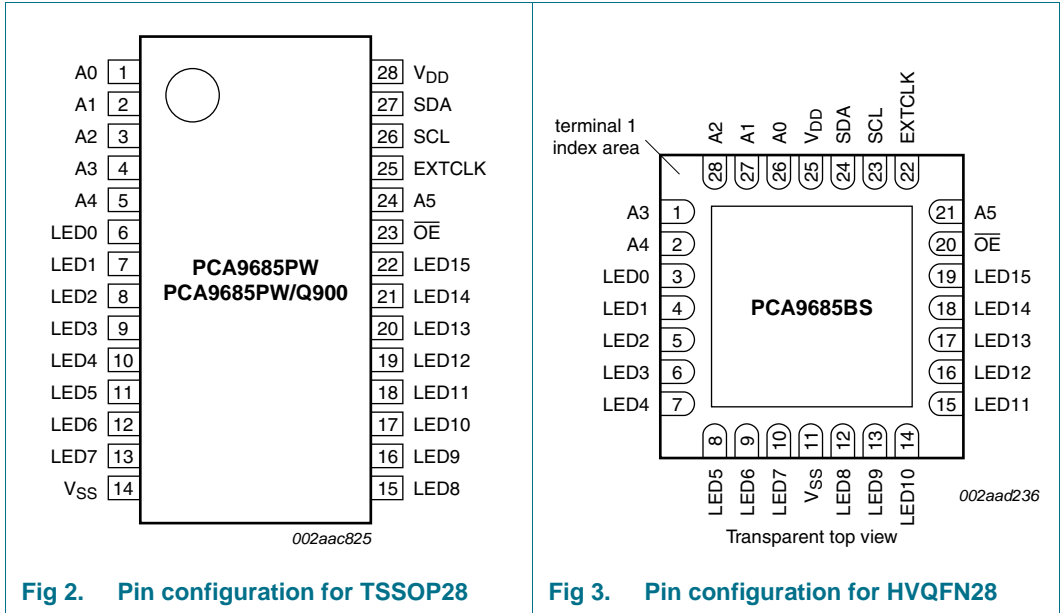 A0 1
A1 2
A2 3
A3 4
A4 5
LED0 6
LED1 7
LED2 8
LED3 9
LED4 10
LED5 11
LED6 12
LED7 13
VSS 14
PCA9685PW
PCA9685PW/Q900
28 VDD
27 SDA
26 SCL
25 EXTCLK
24 A5
23 OE
22 LED15
21 LED14
20 LED13
19 LED12
18 LED11
17 LED10
16 LED9
15 LED8
002aac825
Fig 2. Pin configuration for TSSOP28
terminal 1
index area
A2 28
A1 27
A0 26
VDD 25
SDA 24
SCL 23
EXTCLK 22
A3 1
A4 2
LED0 3
LED1 4
LED2 5
LED3 6
LED4 7
PCA9685BS
21 A5
20 OE
19 LED15
18 LED14
17 LED13
16 LED12
15 LED11
LED5 8
LED6 9
LED7 10
VSS 11
LED8 12
LED9 13
LED10 14
002aad236
Transparent top view
Fig 3. Pin configuration for HVQFN28